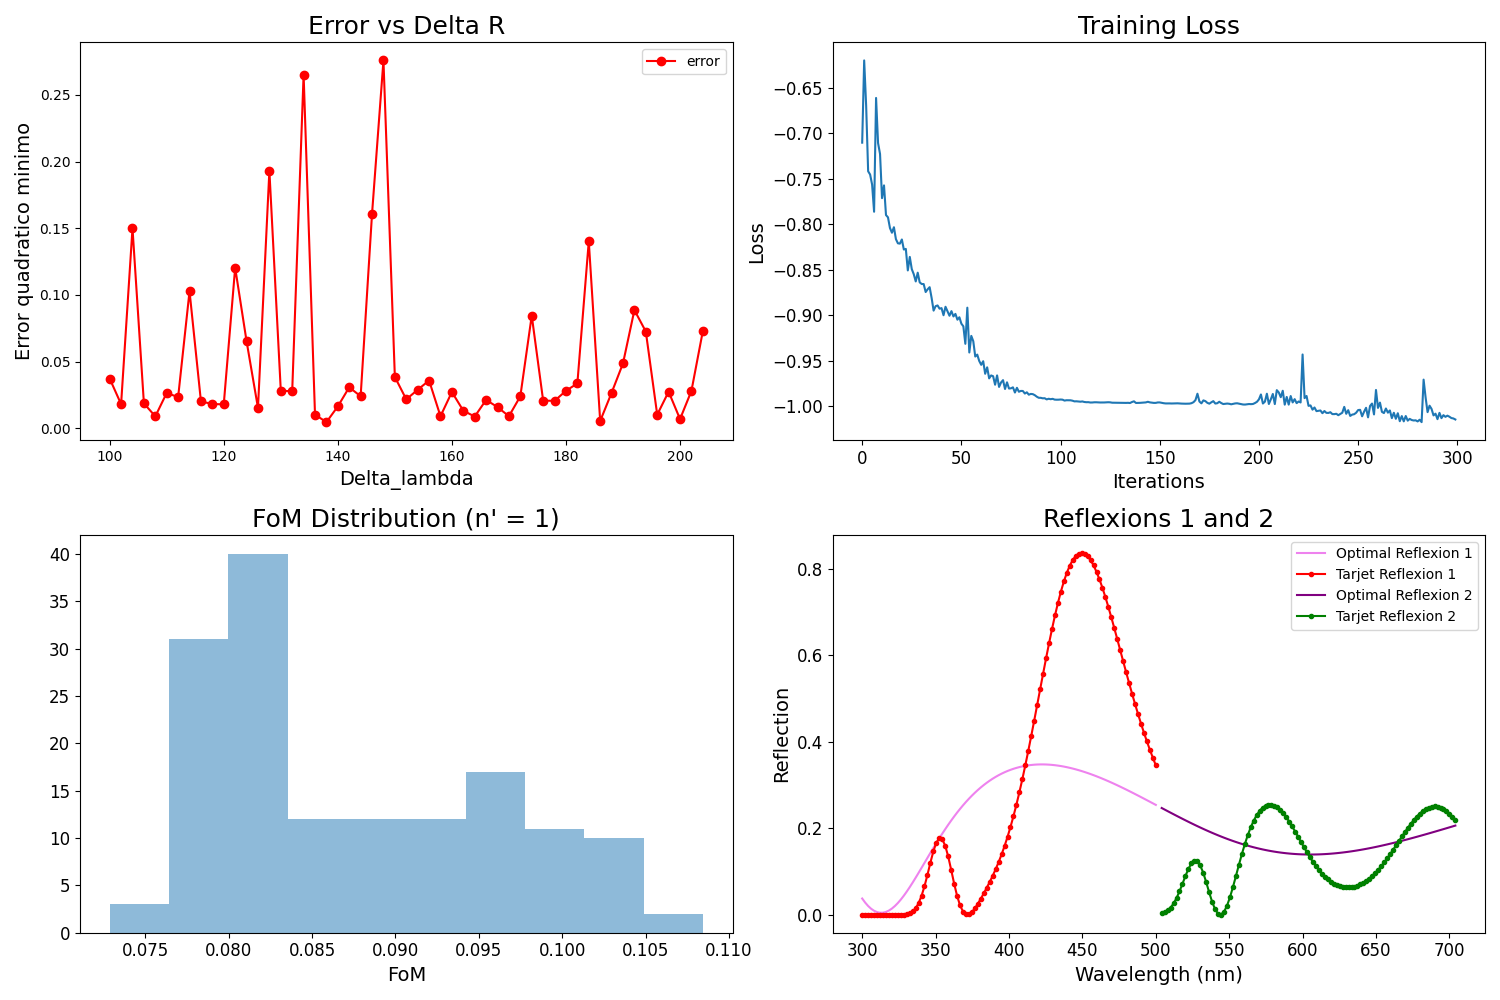 Error vs Delta R
error
Error quadratico minimo
0.25
0.20
0.15
0.10
0.05
0.00
100 120 140 160 180 200
Delta_lambda
Training Loss
Loss
−0.65
−0.70
−0.75
−0.80
−0.85
−0.90
−0.95
−1.00
0 50 100 150 200 250 300
Iterations
FoM Distribution (n' = 1)
40
35
30
25
20
15
10
5
0
0.075 0.080 0.085 0.090 0.095 0.100 0.105 0.110
FoM
Reflexions 1 and 2
Optimal Reflexion 1
Tarjet Reflexion 1
Optimal Reflexion 2
Tarjet Reflexion 2
Reflection
0.8
0.6
0.4
0.2
0.0
300 350 400 450 500 550 600 650 700
Wavelength (nm)